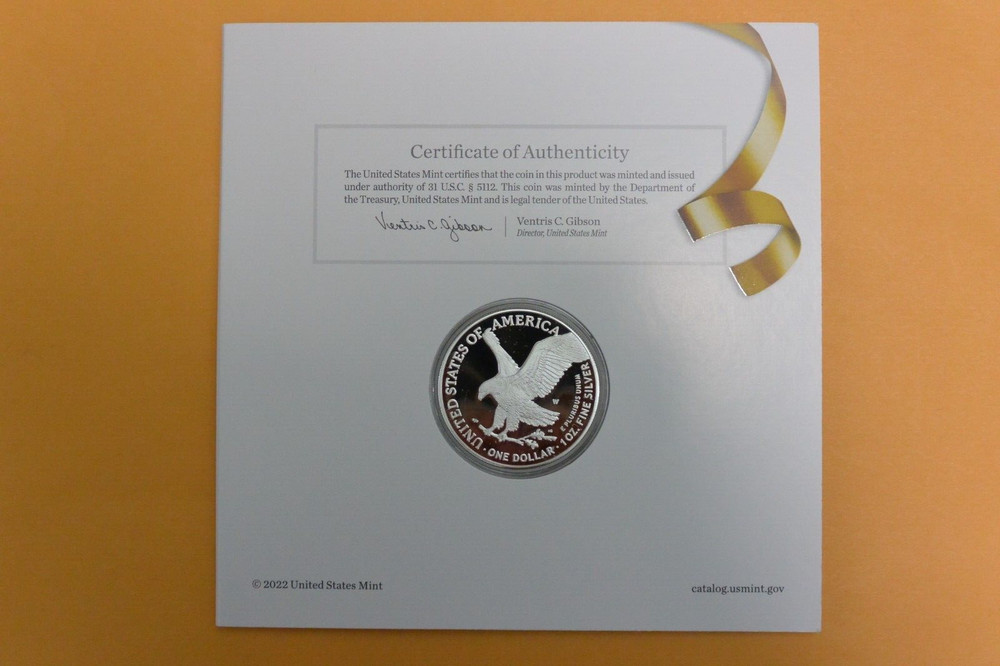 Certificate of Authenticity
The United States Mint certifies that the coin in this product was minted and issued
under authority of 31 U.S.C. § 5112. This coin was minted by the Department of
the Treasury, United States Mint and is legal tender of the United States.
Ventris C. Gibson
Ventris C. Gibson
Director, United States Mint
UNITED STATES OF AMERICA
W
E PLURIBUS UNUM
1 OZ. FINE SILVER
· ONE DOLLAR ·
© 2022 United States Mint
catalog.usmint.gov